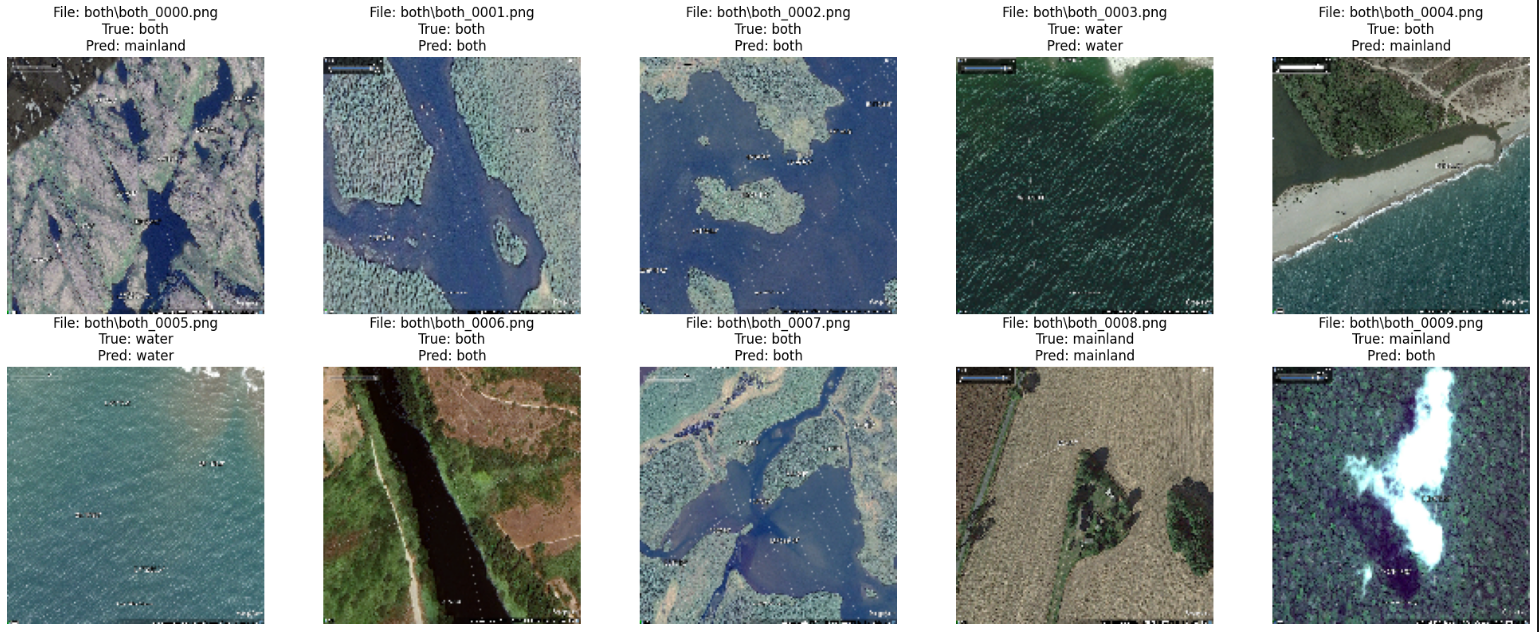 File: both\both_0000.png
True: both
Pred: mainland
File: both\both_0001.png
True: both
Pred: both
File: both\both_0002.png
True: both
Pred: both
File: both\both_0003.png
True: water
Pred: water
File: both\both_0004.png
True: both
Pred: mainland
File: both\both_0005.png
True: water
Pred: water
File: both\both_0006.png
True: both
Pred: both
File: both\both_0007.png
True: both
Pred: both
File: both\both_0008.png
True: mainland
Pred: mainland
File: both\both_0009.png
True: mainland
Pred: both